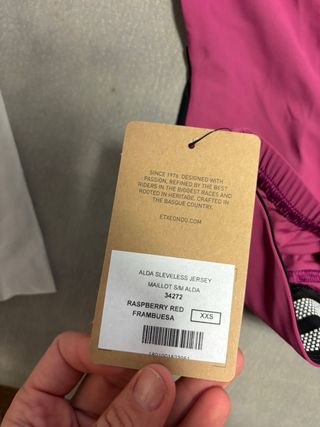 SINCE 1976. DESIGNED WITH
PASSION, REFINED BY THE BEST
RIDERS IN THE BIGGEST RACES AND
ROOTED IN HERITAGE, CRAFTED IN
THE BASQUE COUNTRY.
ETXEONDO.COM
ALDA SLEVELESS JERSEY
MAILLOT S/M ALDA
34272
RASPBERRY RED
FRAMBUESA
XXS